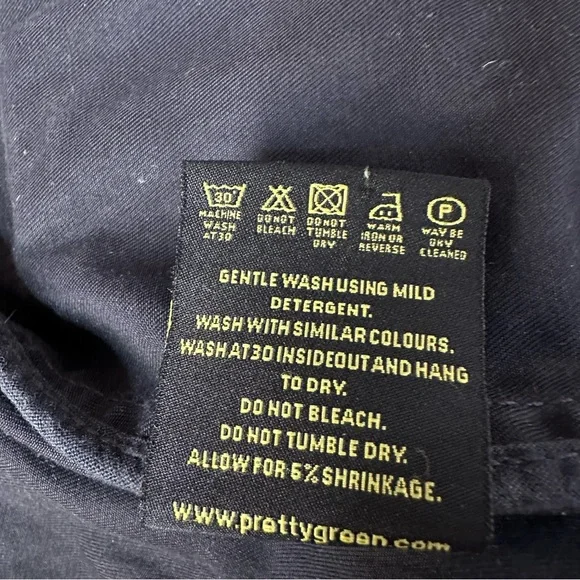 30
MACHINE WASH AT30
DO NOT BLEACH
DO NOT TUMBLE DRY
WARM IRON OR REVERSE
P
WAY BE DRY CLEANED
GENTLE WASH USING MILD
DETERGENT.
WASH WITH SIMILAR COLOURS.
WASH AT30 INSIDEOUT AND HANG
TO DRY.
DO NOT BLEACH.
DO NOT TUMBLE DRY.
ALLOW FOR 5% SHRINKAGE.
www.prettygreen.com